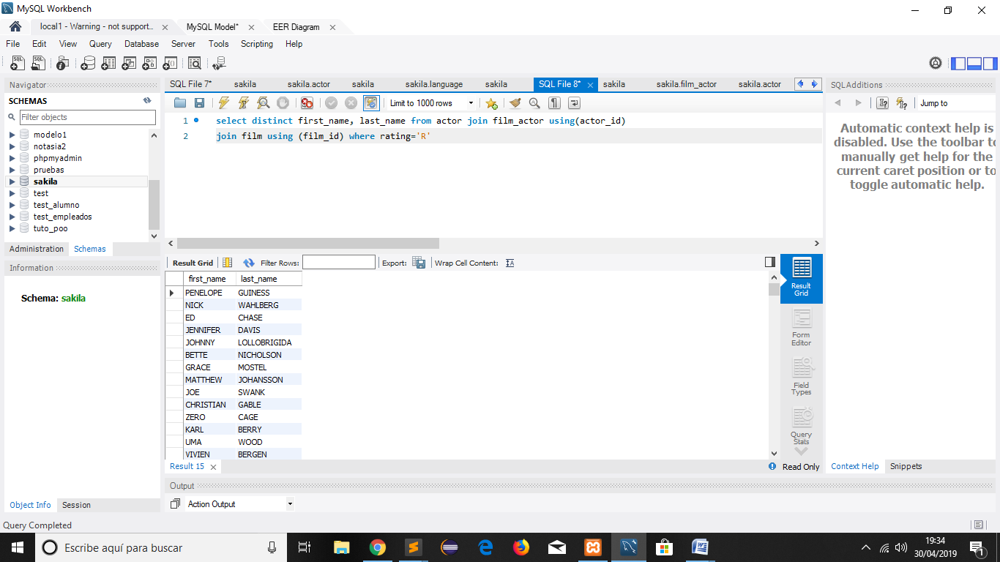 MySQL Workbench
local1 - Warning - not support... MySQL Model* EER Diagram
File Edit View Query Database Server Tools Scripting Help
Navigator
SCHEMAS
Filter objects
modelo1
notasia2
phpmyadmin
pruebas
sakila
test
test_alumno
test_empleados
tuto_poo
Administration Schemas
Information
Schema: sakila
Object Info Session
SQL File 7* sakila sakila.actor sakila sakila.language sakila SQL File 8* sakila sakila.film_actor sakila.actor
Limit to 1000 rows
1 select distinct first_name, last_name from actor join film_actor using(actor_id)
2 join film using (film_id) where rating='R'
Result Grid Filter Rows: Export: Wrap Cell Content:
first_name last_name
PENELOPE GUINESS
NICK WAHLBERG
ED CHASE
JENNIFER DAVIS
JOHNNY LOLLOBRIGIDA
BETTE NICHOLSON
GRACE MOSTEL
MATTHEW JOHANSSON
JOE SWANK
CHRISTIAN GABLE
ZERO CAGE
KARL BERRY
UMA WOOD
VIVIEN BERGEN
Result
Grid
Form
Editor
Field
Types
Query
Stats
Result 15
Read Only
Output
Action Output
SQLAdditions
Jump to
Automatic context help is
disabled. Use the toolbar to
manually get help for the
current caret position or to
toggle automatic help.
Context Help Snippets
Query Completed
Escribe aquí para buscar
19:34
30/04/2019
1